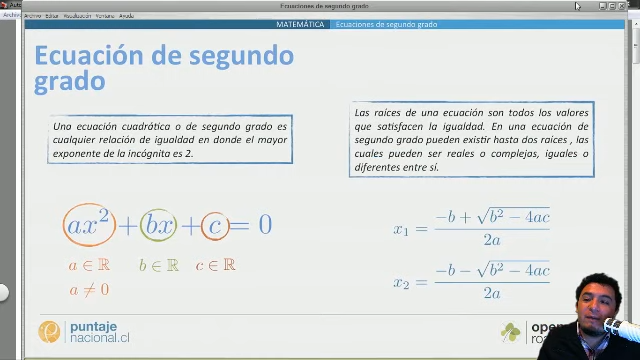 Ecuaciones de segundo grado
Archivo Editar Visualización Ventana Ayuda
MATEMÁTICA Ecuaciones de segundo grado
Ecuación de segundo
grado
Una ecuación cuadrática o de segundo grado es
cualquier relación de igualdad en donde el mayor
exponente de la incógnita es 2.
Las raíces de una ecuación son todos los valores
que satisfacen la igualdad. En una ecuación de
segundo grado pueden existir hasta dos raíces , las
cuales pueden ser reales o complejas, iguales o
diferentes entre sí.
ax² + bx + c = 0
a ∈ ℝ b ∈ ℝ c ∈ ℝ
a ≠ 0
x₁ = (−b + √(b² − 4ac)) / 2a
x₂ = (−b − √(b² − 4ac)) / 2a
puntaje
nacional.cl